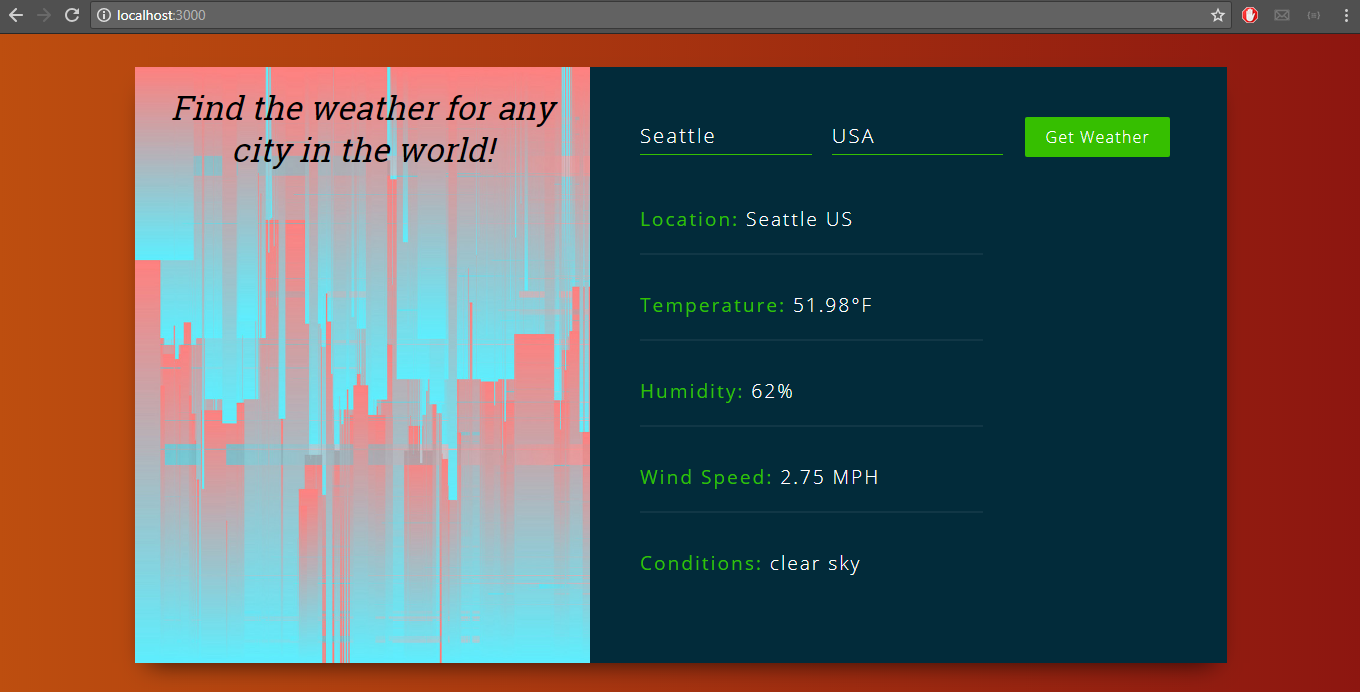 localhost:3000
Find the weather for any
city in the world!
Seattle USA Get Weather
Location: Seattle US
Temperature: 51.98°F
Humidity: 62%
Wind Speed: 2.75 MPH
Conditions: clear sky